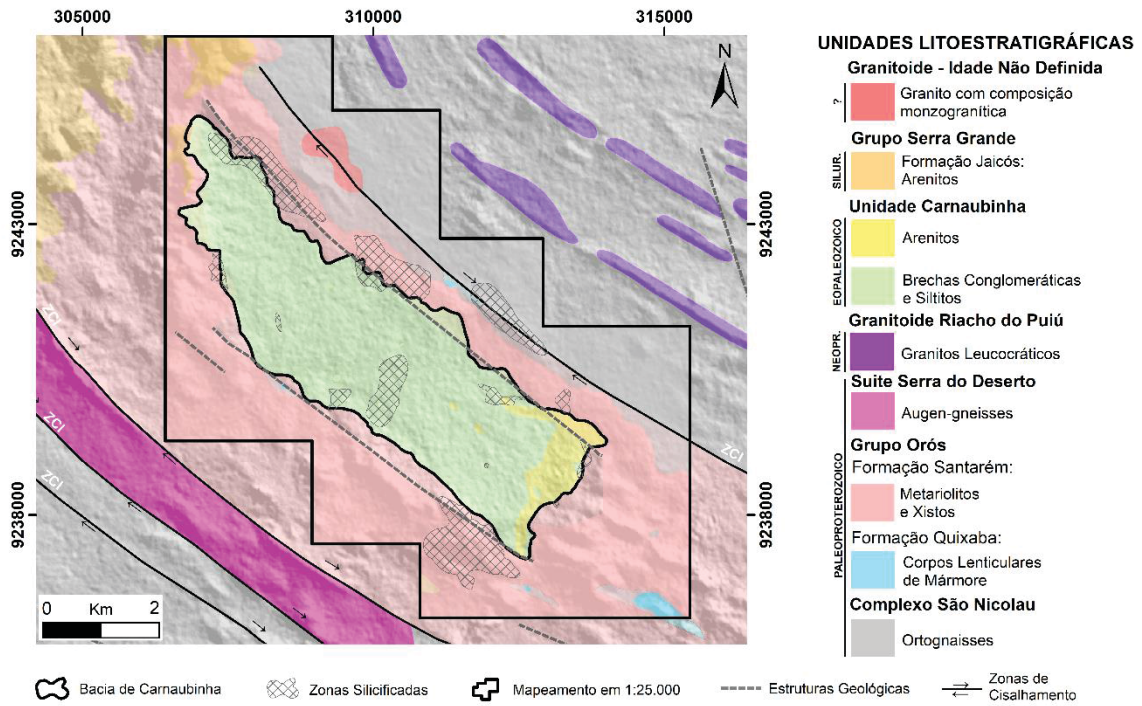 305000
310000
315000
9243000
9238000
9243000
9238000
N
ZCI
ZCI
ZCI
ZCI
0 Km 2
UNIDADES LITOESTRATIGRÁFICAS
Granitoide - Idade Não Definida
?
Granito com composição
monzogranítica
Grupo Serra Grande
SILUR.
Formação Jaicós:
Arenitos
Unidade Carnaubinha
EOPALEOZOICO
Arenitos
Brechas Conglomeráticas
e Siltitos
Granitoide Riacho do Puiú
NEOPR.
Granitos Leucocráticos
Suite Serra do Deserto
PALEOPROTEROZOICO
Augen-gneisses
Grupo Orós
Formação Santarém:
Metariolitos
e Xistos
Formação Quixaba:
Corpos Lenticulares
de Mármore
Complexo São Nicolau
Ortognaisses
Bacia de Carnaubinha
Zonas Silicificadas
Mapeamento em 1:25.000
Estruturas Geológicas
Zonas de
Cisalhamento